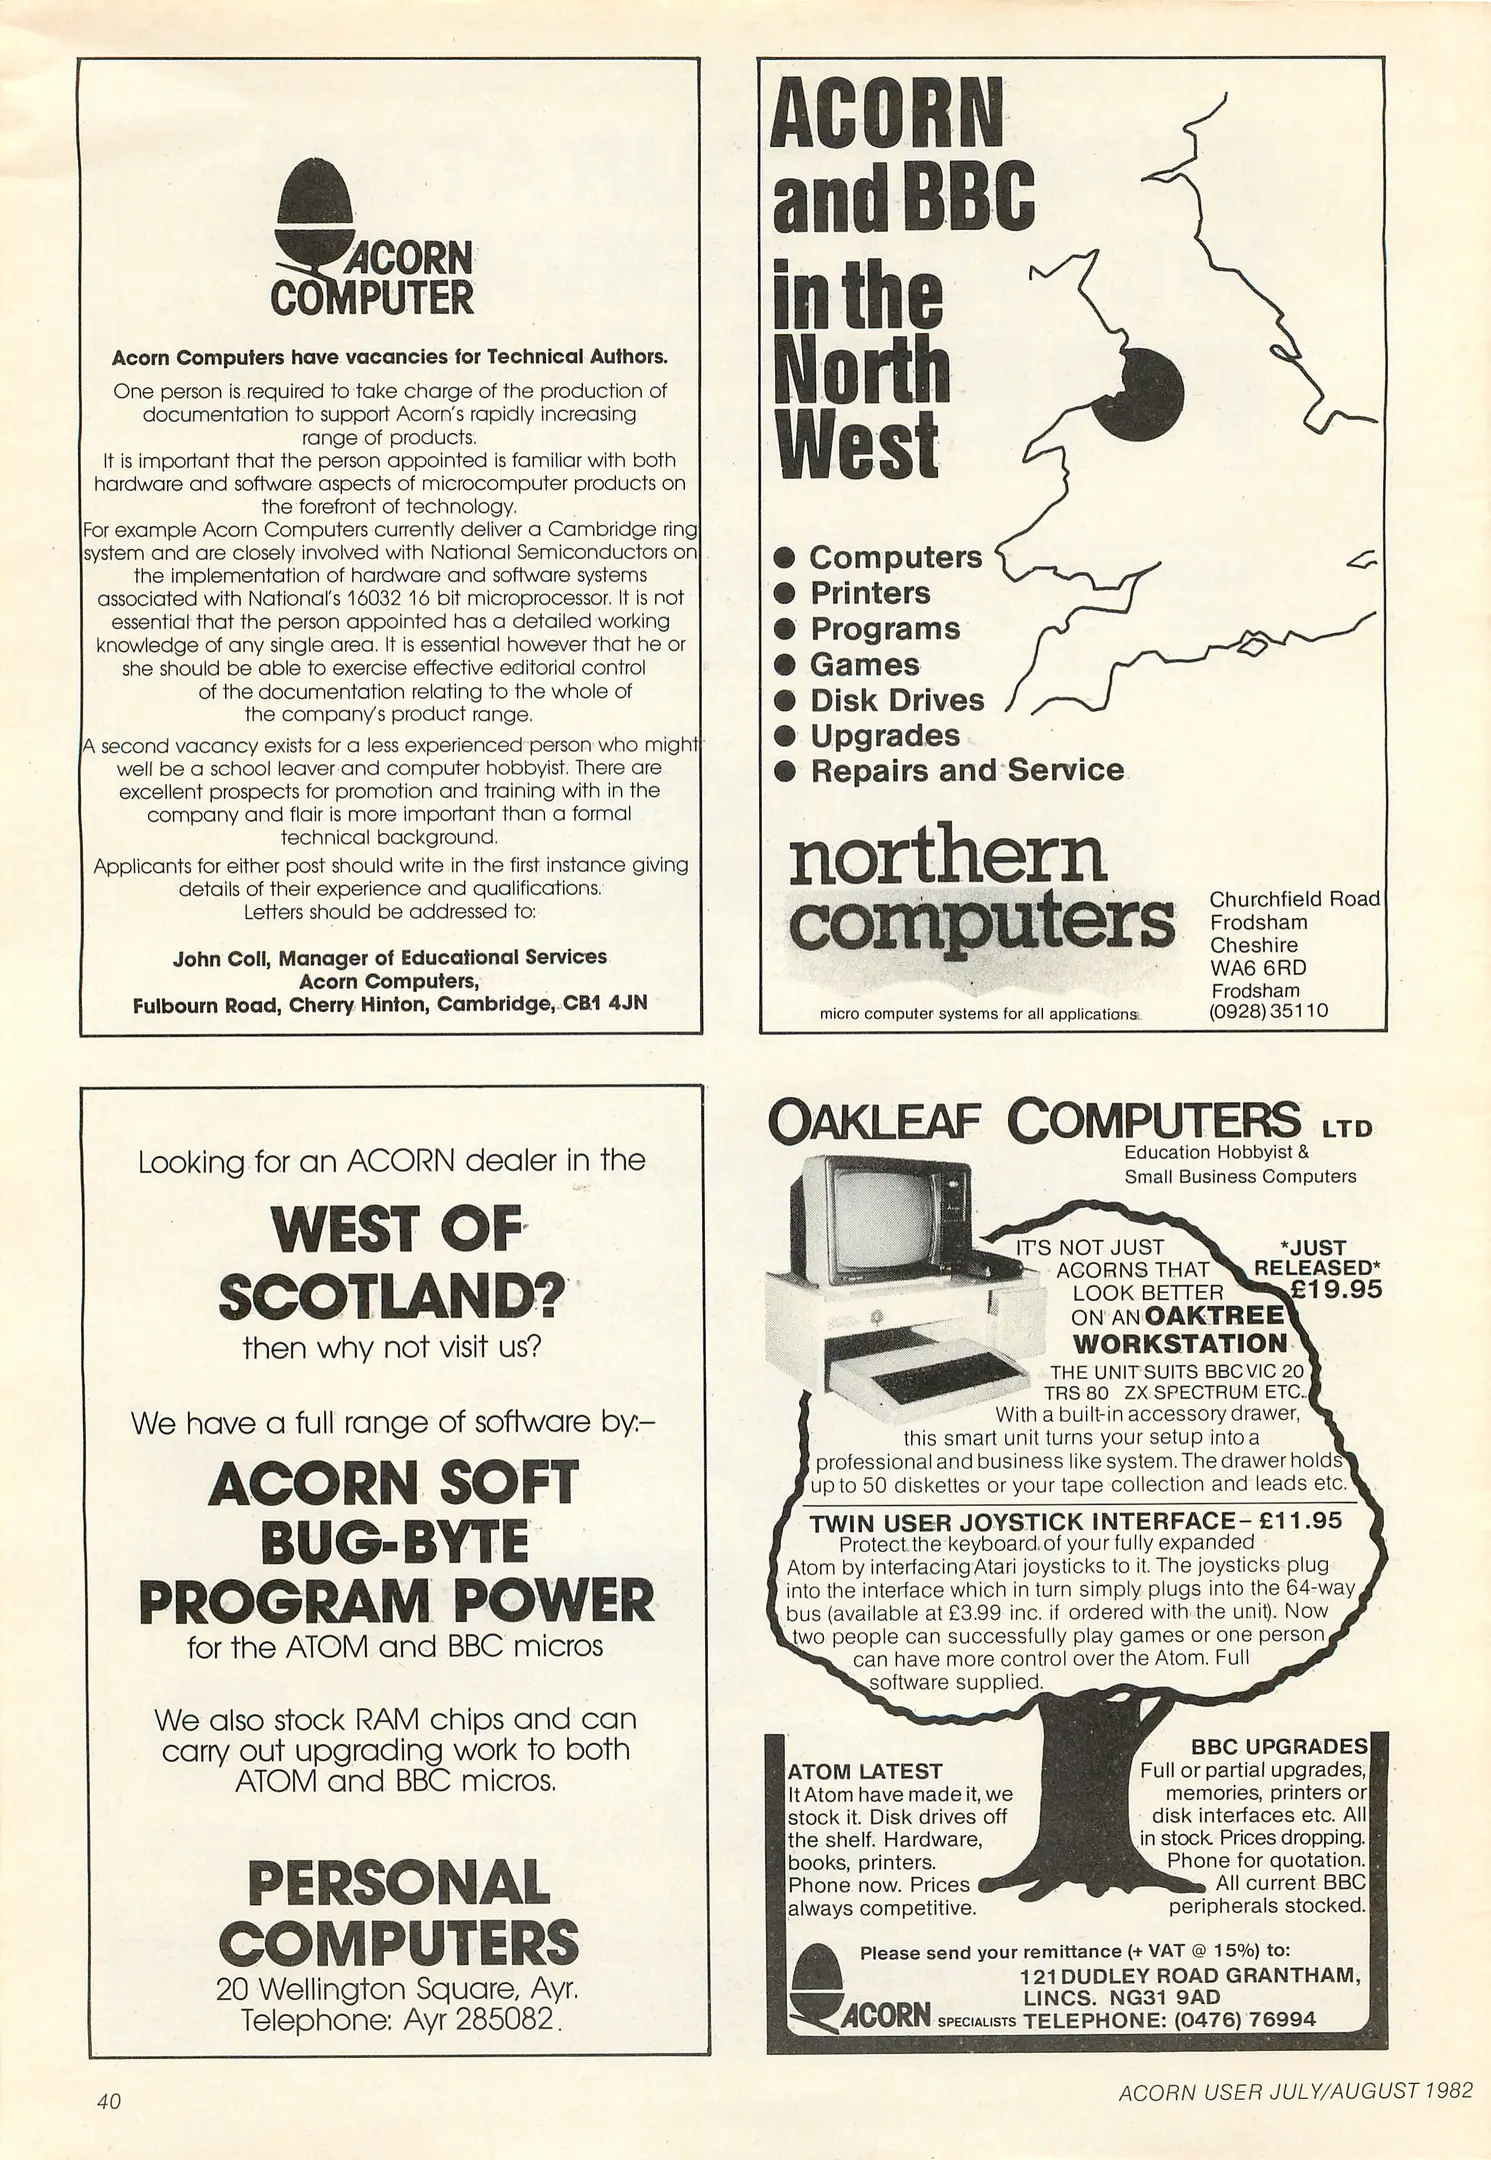 ACORN
COMPUTER
Acorn Computers have vacancies for Technical Authors.
One person is required to take charge of the production of
documentation to support Acorn's rapidly increasing
range of products.
It is important that the person appointed is familiar with both
hardware and software aspects of microcomputer products on
the forefront of technology.
For example Acorn Computers currently deliver a Cambridge ring
system and are closely involved with National Semiconductors on
the implementation of hardware and software systems
associated with National's 16032 16 bit microprocessor. It is not
essential that the person appointed has a detailed working
knowledge of any single area. It is essential however that he or
she should be able to exercise effective editorial control
of the documentation relating to the whole of
the company's product range.
A second vacancy exists for a less experienced person who might
well be a school leaver and computer hobbyist. There are
excellent prospects for promotion and training with in the
company and flair is more important than a formal
technical background.
Applicants for either post should write in the first instance giving
details of their experience and qualifications.
Letters should be addressed to:
John Coll, Manager of Educational Services
Acorn Computers,
Fulbourn Road, Cherry Hinton, Cambridge, CB1 4JN
ACORN
and BBC
in the
North
West
● Computers
● Printers
● Programs
● Games
● Disk Drives
● Upgrades
● Repairs and Service
northern
computers
micro computer systems for all applications.
Churchfield Road
Frodsham
Cheshire
WA6 6RD
Frodsham
(0928) 35110
Looking for an ACORN dealer in the
WEST OF
SCOTLAND?
then why not visit us?
We have a full range of software by:–
ACORN SOFT
BUG-BYTE
PROGRAM POWER
for the ATOM and BBC micros
We also stock RAM chips and can
carry out upgrading work to both
ATOM and BBC micros.
PERSONAL
COMPUTERS
20 Wellington Square, Ayr.
Telephone: Ayr 285082.
OAKLEAF COMPUTERS LTD
Education Hobbyist &
Small Business Computers
IT'S NOT JUST
ACORNS THAT
LOOK BETTER
ON AN OAKTREE
WORKSTATION
*JUST
RELEASED*
£19.95
THE UNIT SUITS BBC VIC 20
TRS 80 ZX SPECTRUM ETC.
With a built-in accessory drawer,
this smart unit turns your setup into a
professional and business like system. The drawer holds
up to 50 diskettes or your tape collection and leads etc.
TWIN USER JOYSTICK INTERFACE – £11.95
Protect the keyboard of your fully expanded
Atom by interfacing Atari joysticks to it. The joysticks plug
into the interface which in turn simply plugs into the 64-way
bus (available at £3.99 inc. if ordered with the unit). Now
two people can successfully play games or one person
can have more control over the Atom. Full
software supplied.
ATOM LATEST
It Atom have made it, we
stock it. Disk drives off
the shelf. Hardware,
books, printers.
Phone now. Prices
always competitive.
BBC UPGRADES
Full or partial upgrades,
memories, printers or
disk interfaces etc. All
in stock. Prices dropping.
Phone for quotation.
All current BBC
peripherals stocked.
Please send your remittance (+ VAT @ 15%) to:
121 DUDLEY ROAD GRANTHAM,
LINCS. NG31 9AD
ACORN SPECIALISTS TELEPHONE: (0476) 76994
40
ACORN USER JULY/AUGUST 1982